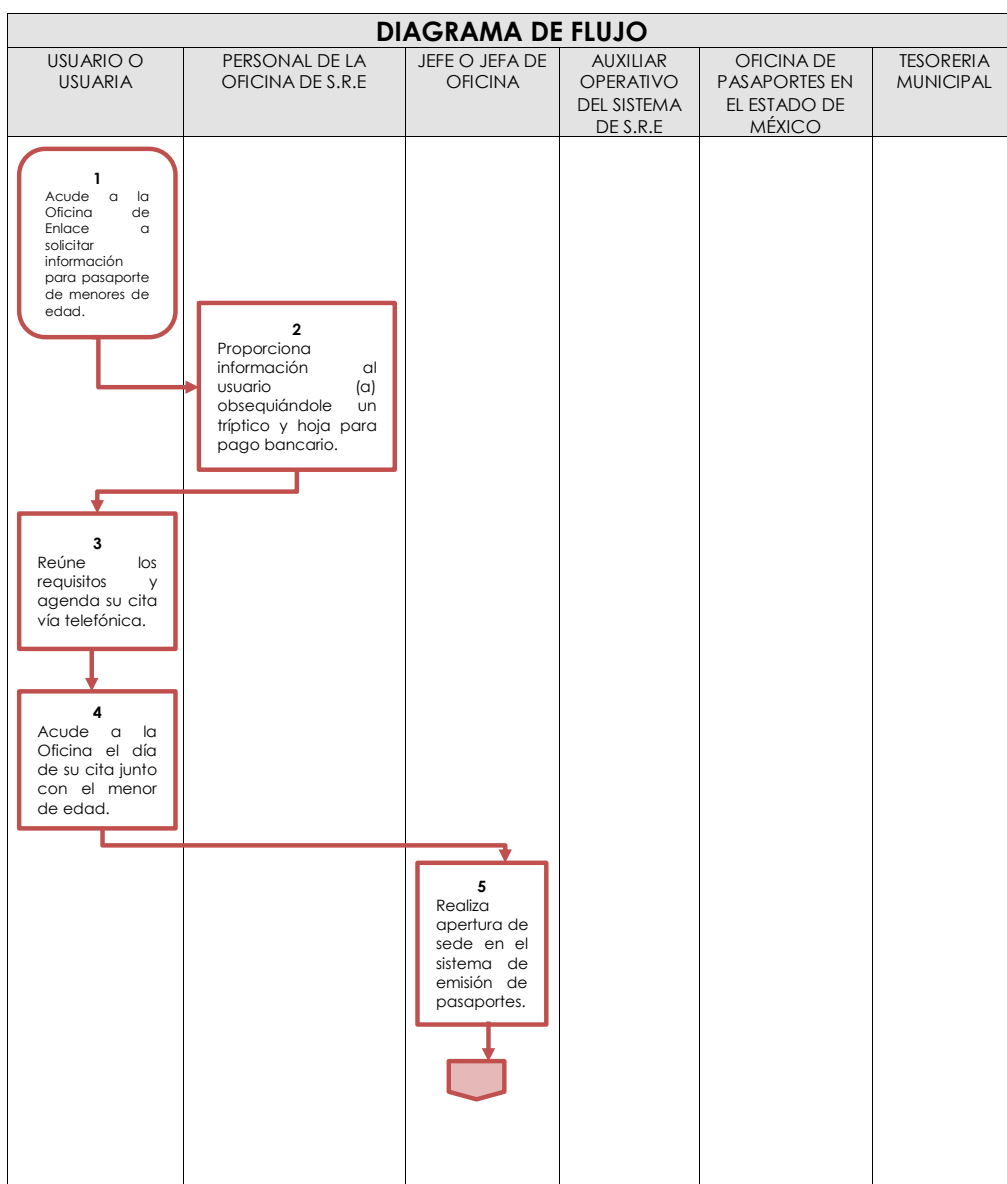 DIAGRAMA DE FLUJO
USUARIO O
USUARIA
PERSONAL DE LA
OFICINA DE S.R.E
JEFE O JEFA DE
OFICINA
AUXILIAR
OPERATIVO
DEL SISTEMA
DE S.R.E
OFICINA DE
PASAPORTES EN
EL ESTADO DE
MÉXICO
TESORERIA
MUNICIPAL
1
Acude a la
Oficina de
Enlace a
solicitar
información
para pasaporte
de menores de
edad.
2
Proporciona
información al
usuario (a)
obsequiándole un
tríptico y hoja para
pago bancario.
3
Reúne los
requisitos y
agenda su cita
vía telefónica.
4
Acude a la
Oficina el día
de su cita junto
con el menor
de edad.
5
Realiza
apertura de
sede en el
sistema de
emisión de
pasaportes.